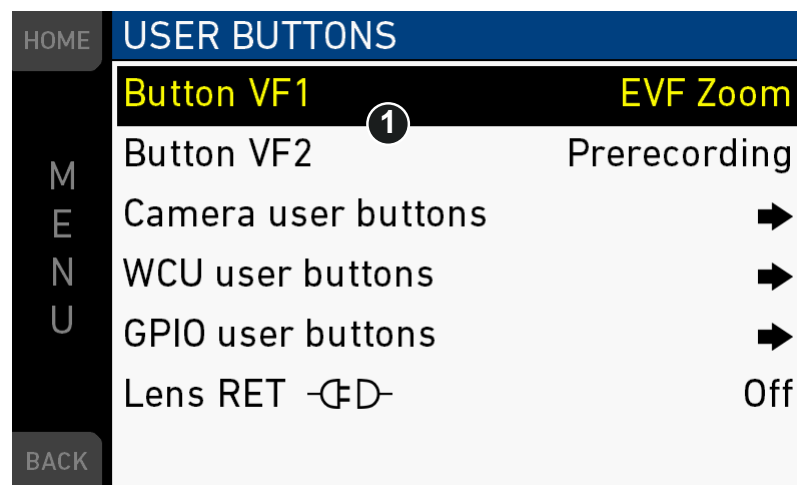 HOME
USER BUTTONS
Button VF1 EVF Zoom
1
Button VF2 Prerecording
MENU
Camera user buttons
WCU user buttons
GPIO user buttons
Lens RET Off
BACK